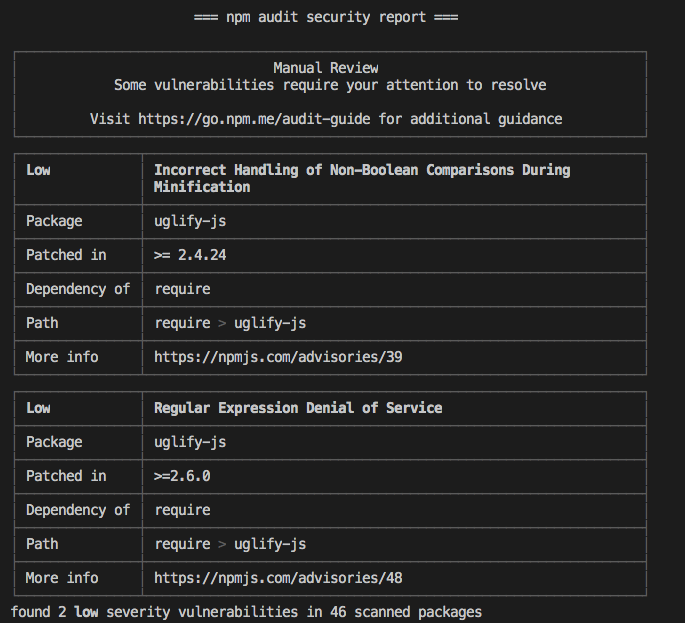 === npm audit security report ===
Manual Review
Some vulnerabilities require your attention to resolve
Visit https://go.npm.me/audit-guide for additional guidance
Low Incorrect Handling of Non-Boolean Comparisons During
Minification
Package uglify-js
Patched in >= 2.4.24
Dependency of require
Path require > uglify-js
More info https://npmjs.com/advisories/39
Low Regular Expression Denial of Service
Package uglify-js
Patched in >=2.6.0
Dependency of require
Path require > uglify-js
More info https://npmjs.com/advisories/48
found 2 low severity vulnerabilities in 46 scanned packages